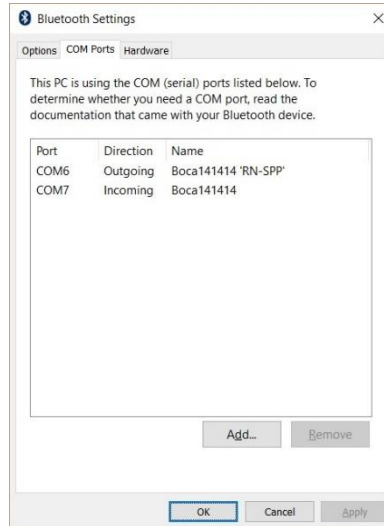 Bluetooth Settings
Options COM Ports Hardware
This PC is using the COM (serial) ports listed below. To
determine whether you need a COM port, read the
documentation that came with your Bluetooth device.
Port Direction Name
COM6 Outgoing Boca141414 'RN-SPP'
COM7 Incoming Boca141414
Add... Remove
OK Cancel Apply